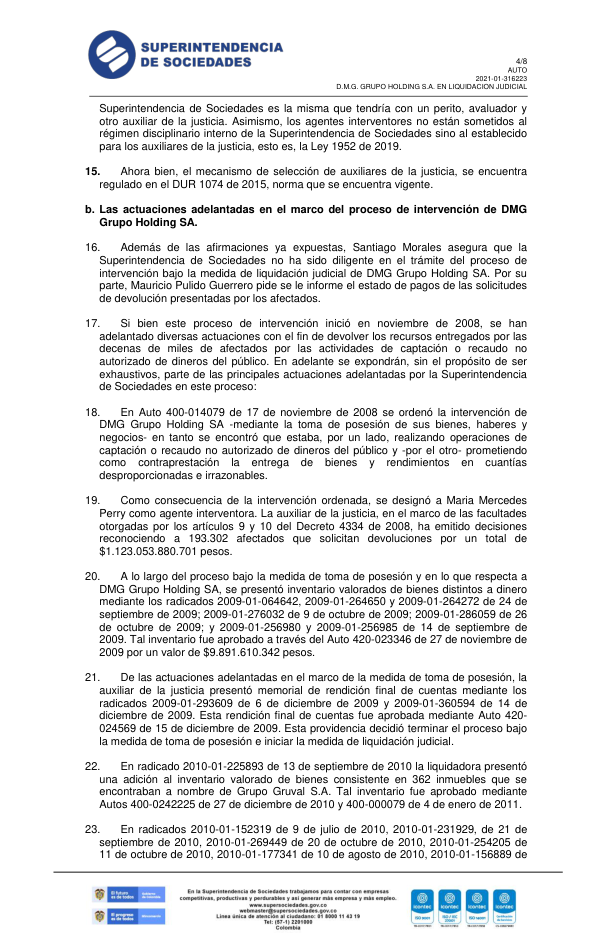 SUPERINTENDENCIA
DE SOCIEDADES
4/8
AUTO
2021-01-316223
D.M.G. GRUPO HOLDING S.A. EN LIQUIDACION JUDICIAL
Superintendencia de Sociedades es la misma que tendría con un perito, avaluador y
otro auxiliar de la justicia. Asimismo, los agentes interventores no están sometidos al
régimen disciplinario interno de la Superintendencia de Sociedades sino al establecido
para los auxiliares de la justicia, esto es, la Ley 1952 de 2019.
15. Ahora bien, el mecanismo de selección de auxiliares de la justicia, se encuentra
regulado en el DUR 1074 de 2015, norma que se encuentra vigente.
b. Las actuaciones adelantadas en el marco del proceso de intervención de DMG
Grupo Holding SA.
16. Además de las afirmaciones ya expuestas, Santiago Morales asegura que la
Superintendencia de Sociedades no ha sido diligente en el trámite del proceso de
intervención bajo la medida de liquidación judicial de DMG Grupo Holding SA. Por su
parte, Mauricio Pulido Guerrero pide se le informe el estado de pagos de las solicitudes
de devolución presentadas por los afectados.
17. Si bien este proceso de intervención inició en noviembre de 2008, se han
adelantado diversas actuaciones con el fin de devolver los recursos entregados por las
decenas de miles de afectados por las actividades de captación o recaudo no
autorizado de dineros del público. En adelante se expondrán, sin el propósito de ser
exhaustivos, parte de las principales actuaciones adelantadas por la Superintendencia
de Sociedades en este proceso:
18. En Auto 400-014079 de 17 de noviembre de 2008 se ordenó la intervención de
DMG Grupo Holding SA -mediante la toma de posesión de sus bienes, haberes y
negocios- en tanto se encontró que estaba, por un lado, realizando operaciones de
captación o recaudo no autorizado de dineros del público y -por el otro- prometiendo
como contraprestación la entrega de bienes y rendimientos en cuantías
desproporcionadas e irrazonables.
19. Como consecuencia de la intervención ordenada, se designó a Maria Mercedes
Perry como agente interventora. La auxiliar de la justicia, en el marco de las facultades
otorgadas por los artículos 9 y 10 del Decreto 4334 de 2008, ha emitido decisiones
reconociendo a 193.302 afectados que solicitan devoluciones por un total de
$1.123.053.880.701 pesos.
20. A lo largo del proceso bajo la medida de toma de posesión y en lo que respecta a
DMG Grupo Holding SA, se presentó inventario valorados de bienes distintos a dinero
mediante los radicados 2009-01-064642, 2009-01-264650 y 2009-01-264272 de 24 de
septiembre de 2009; 2009-01-276032 de 9 de octubre de 2009; 2009-01-286059 de 26
de octubre de 2009; y 2009-01-256980 y 2009-01-256985 de 14 de septiembre de
2009. Tal inventario fue aprobado a través del Auto 420-023346 de 27 de noviembre de
2009 por un valor de $9.891.610.342 pesos.
21. De las actuaciones adelantadas en el marco de la medida de toma de posesión, la
auxiliar de la justicia presentó memorial de rendición final de cuentas mediante los
radicados 2009-01-293609 de 6 de diciembre de 2009 y 2009-01-360594 de 14 de
diciembre de 2009. Esta rendición final de cuentas fue aprobada mediante Auto 420-
024569 de 15 de diciembre de 2009. Esta providencia decidió terminar el proceso bajo
la medida de toma de posesión e iniciar la medida de liquidación judicial.
22. En radicado 2010-01-225893 de 13 de septiembre de 2010 la liquidadora presentó
una adición al inventario valorado de bienes consistente en 362 inmuebles que se
encontraban a nombre de Grupo Gruval S.A. Tal inventario fue aprobado mediante
Autos 400-0242225 de 27 de diciembre de 2010 y 400-000079 de 4 de enero de 2011.
23. En radicados 2010-01-152319 de 9 de julio de 2010, 2010-01-231929, de 21 de
septiembre de 2010, 2010-01-269449 de 20 de octubre de 2010, 2010-01-254205 de
11 de octubre de 2010, 2010-01-177341 de 10 de agosto de 2010, 2010-01-156889 de
El futuro
es de todos
El progreso
es de todos
En la Superintendencia de Sociedades trabajamos para contar con empresas
competitivas, productivas y perdurables y así generar más empresa y más empleo.
www.supersociedades.gov.co
webmaster@supersociedades.gov.co
Línea única de atención al ciudadano: 01 8000 11 43 19
Tel: (57-1) 2201000
Colombia
icontec
icontec
icontec